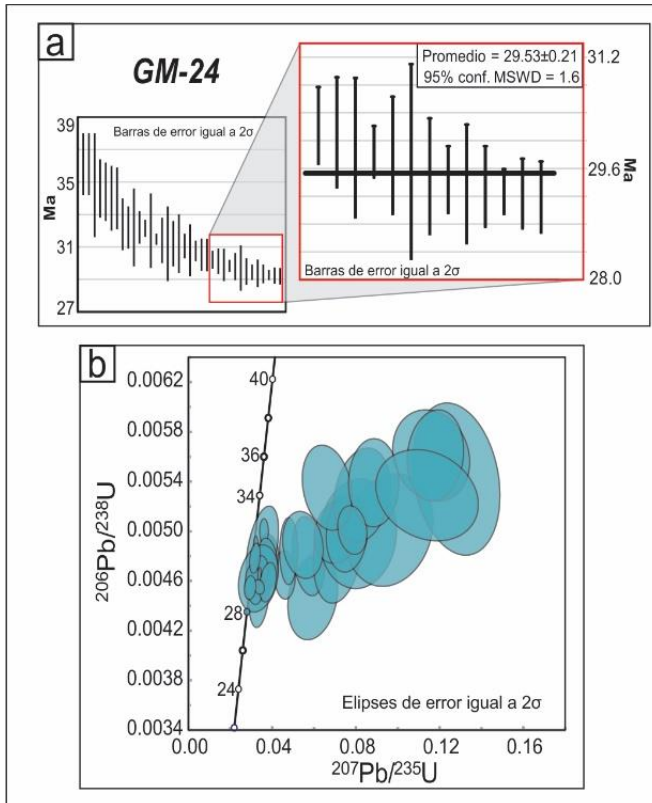 a
GM-24
Promedio = 29.53±0.21
95% conf. MSWD = 1.6
Barras de error igual a 2σ
31.2
29.6
28.0
Ma
Barras de error igual a 2σ
39
35
31
27
Ma
b
0.0062
0.0058
0.0054
0.0050
0.0046
0.0042
0.0038
0.0034
206Pb/238U
40
36
34
28
24
Elipses de error igual a 2σ
0.00
0.04
0.08
0.12
0.16
207Pb/235U